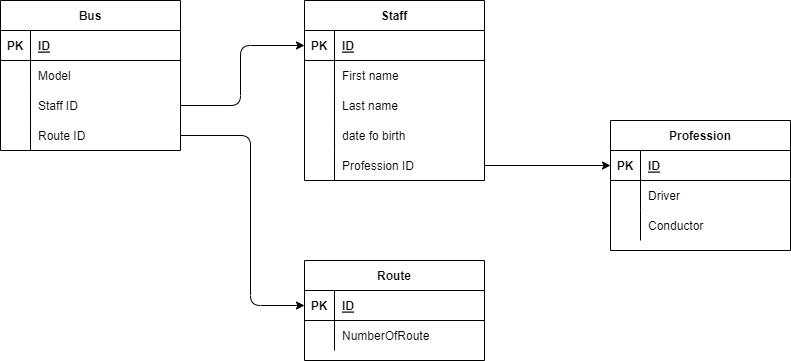 Bus
PK ID
Model
Staff ID
Route ID
Staff
PK ID
First name
Last name
date fo birth
Profession ID
Profession
PK ID
Driver
Conductor
Route
PK ID
NumberOfRoute